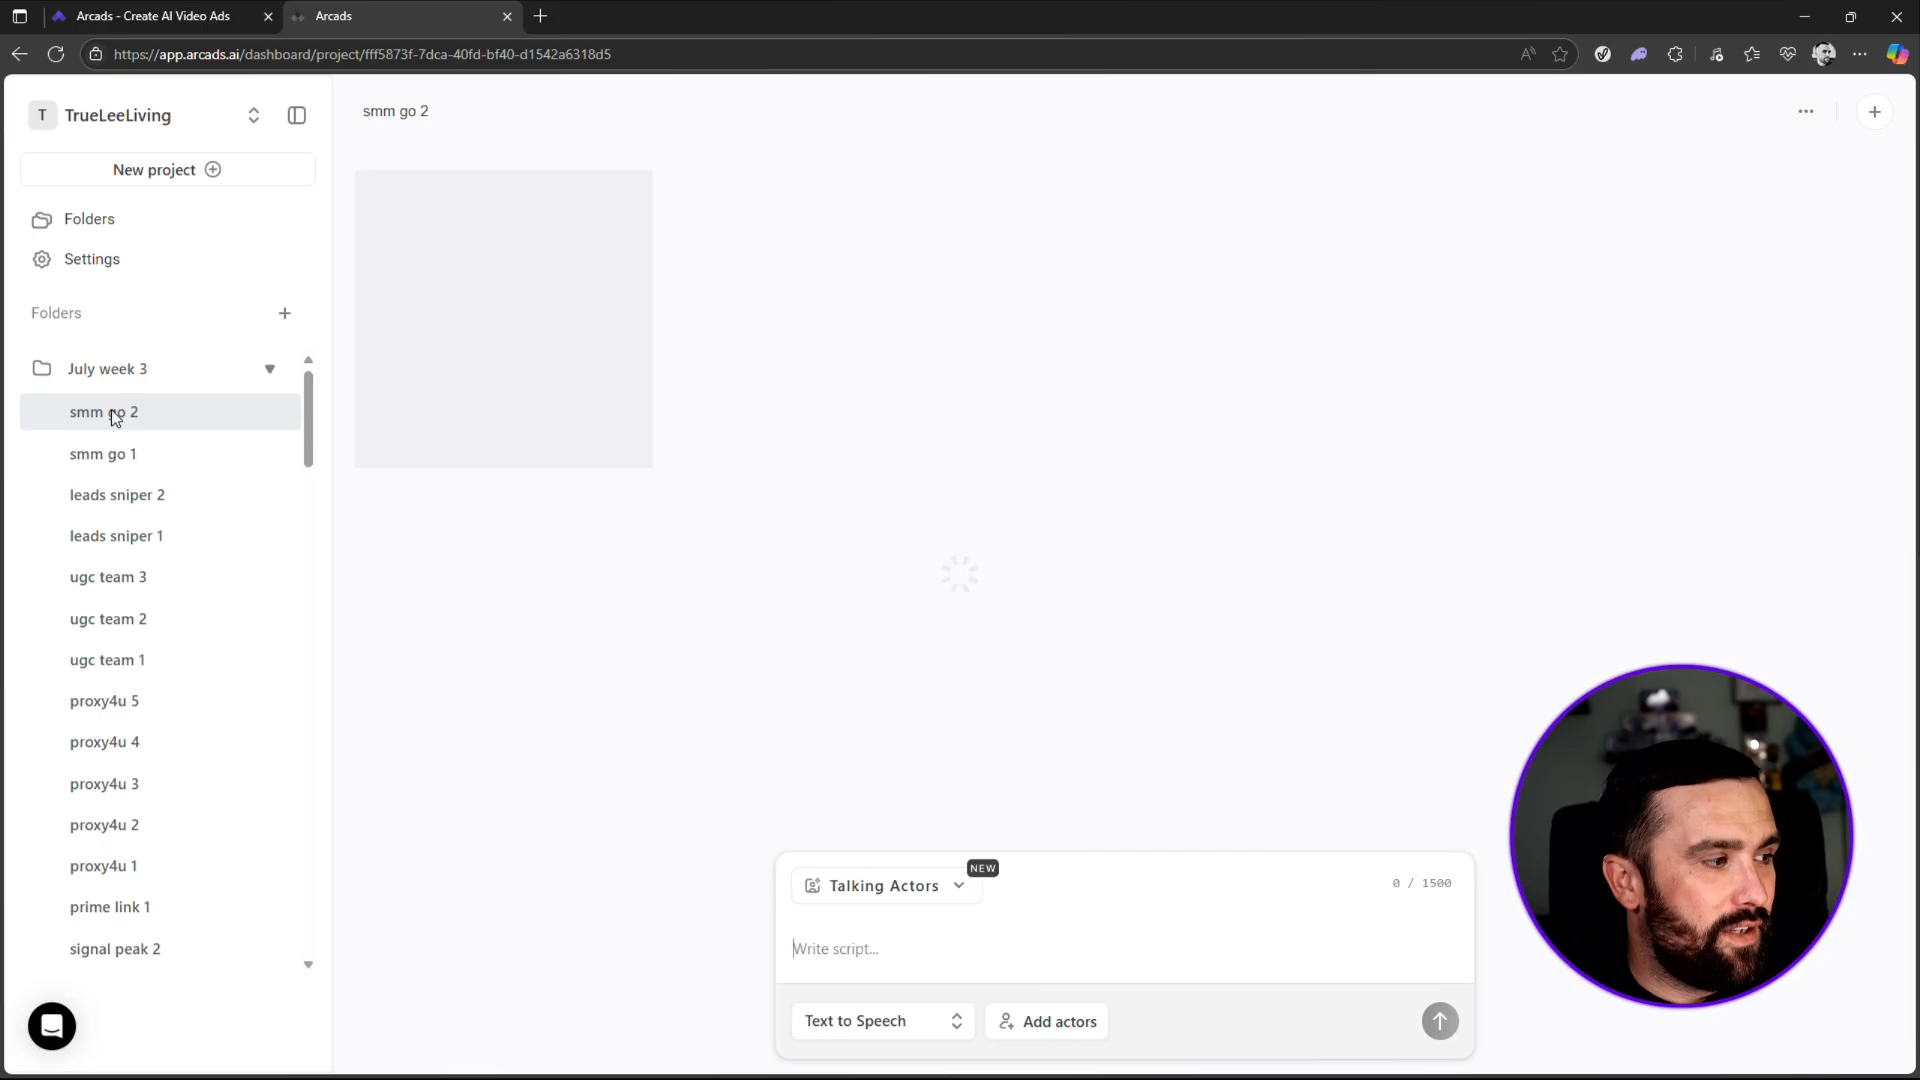 Arcads - Create AI Video Ads
Arcads
https://app.arcads.ai/dashboard/project/fff5873f-7dca-40fd-bf40-d1542a6318d5
T TrueLeeLiving
New project
Folders
Settings
Folders
July week 3
smm go 2
smm go 1
leads sniper 2
leads sniper 1
ugc team 3
ugc team 2
ugc team 1
proxy4u 5
proxy4u 4
proxy4u 3
proxy4u 2
proxy4u 1
prime link 1
signal peak 2
smm go 2
NEW
Talking Actors
0 / 1500
Write script...
Text to Speech
Add actors